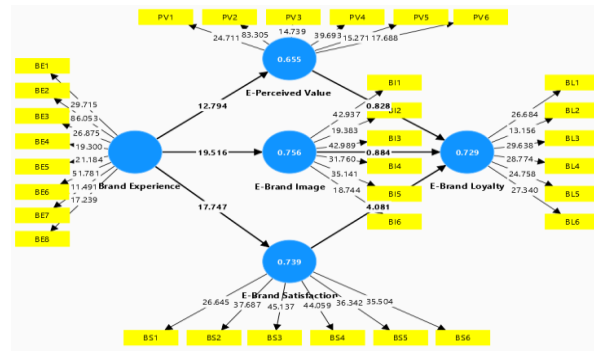 PV1 PV2 PV3 PV4 PV5 PV6
24.711 83.305 14.739 39.693 15.271 17.688
0.655
E-Perceived Value
BE1
BE2
BE3
BE4
BE5
BE6
BE7
BE8
29.715
86.053
26.875
19.300
21.184
51.781
11.491
17.239
Brand Experience
12.794
19.516
17.747
0.756
E-Brand Image
BI1
BI2
BI3
BI4
BI5
BI6
42.937
19.383
42.989
31.760
35.141
18.744
0.828
0.884
4.081
0.729
E-Brand Loyalty
BL1
BL2
BL3
BL4
BL5
BL6
26.684
13.156
29.638
28.774
24.758
27.340
0.739
E-Brand Satisfaction
26.645 37.687 45.137 44.059 36.342 35.504
BS1 BS2 BS3 BS4 BS5 BS6